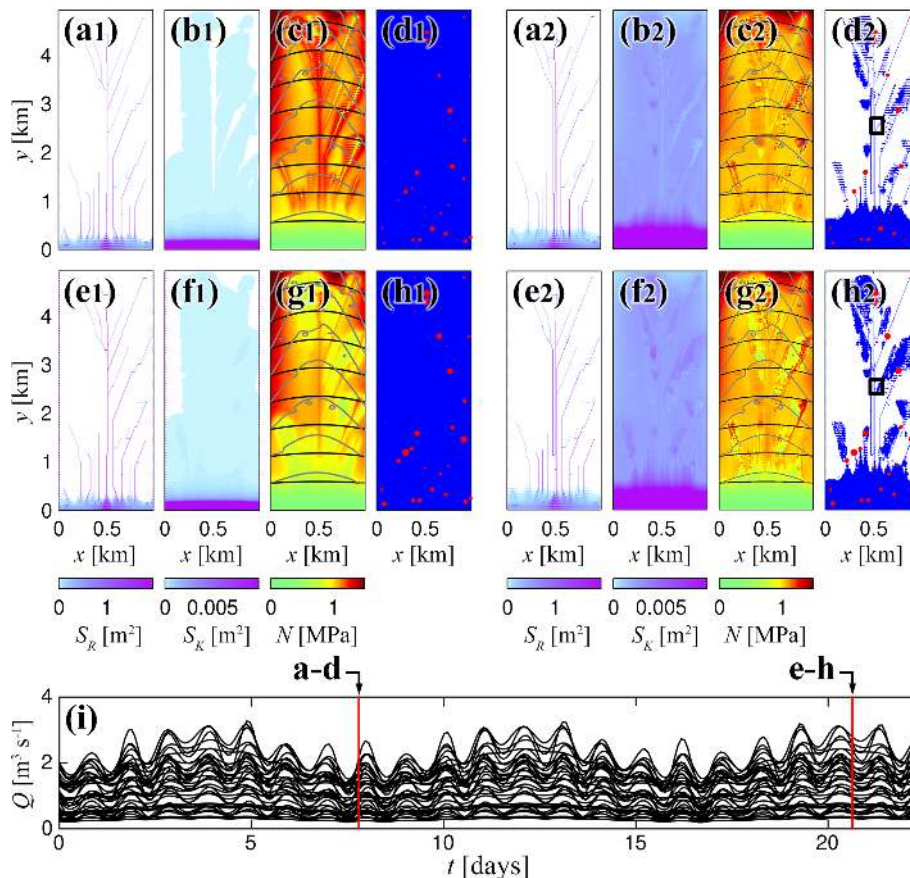 (a1) (b1) (c1) (d1) (a2) (b2) (c2) (d2)
4
3
y [km]
2
1
0
(e1) (f1) (g1) (h1) (e2) (f2) (g2) (h2)
4
3
y [km]
2
1
0
0 0.5 0 0.5 0 0.5 0 0.5 0 0.5 0 0.5 0 0.5 0 0.5
x [km] x [km] x [km] x [km]
0 1 0 0.005 0 1 0 1 0 0.005 0 1
S_R [m²] S_K [m²] N [MPa] S_R [m²] S_K [m²] N [MPa]
a-d e-h
(i)
4
2
0
Q [m³ s⁻¹]
0 5 10 15 20
t [days]